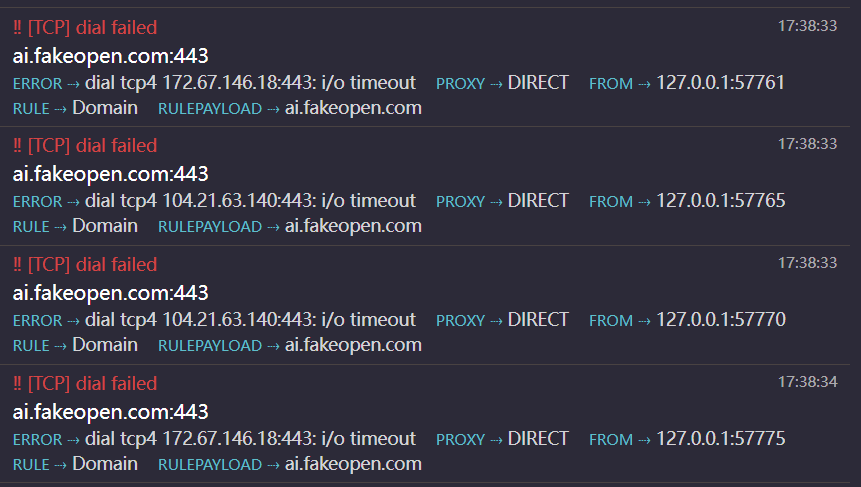 ‼ [TCP] dial failed 17:38:33
ai.fakeopen.com:443
ERROR ⇢ dial tcp4 172.67.146.18:443: i/o timeout PROXY ⇢ DIRECT FROM ⇢ 127.0.0.1:57761
RULE ⇢ Domain RULEPAYLOAD ⇢ ai.fakeopen.com
‼ [TCP] dial failed 17:38:33
ai.fakeopen.com:443
ERROR ⇢ dial tcp4 104.21.63.140:443: i/o timeout PROXY ⇢ DIRECT FROM ⇢ 127.0.0.1:57765
RULE ⇢ Domain RULEPAYLOAD ⇢ ai.fakeopen.com
‼ [TCP] dial failed 17:38:33
ai.fakeopen.com:443
ERROR ⇢ dial tcp4 104.21.63.140:443: i/o timeout PROXY ⇢ DIRECT FROM ⇢ 127.0.0.1:57770
RULE ⇢ Domain RULEPAYLOAD ⇢ ai.fakeopen.com
‼ [TCP] dial failed 17:38:34
ai.fakeopen.com:443
ERROR ⇢ dial tcp4 172.67.146.18:443: i/o timeout PROXY ⇢ DIRECT FROM ⇢ 127.0.0.1:57775
RULE ⇢ Domain RULEPAYLOAD ⇢ ai.fakeopen.com